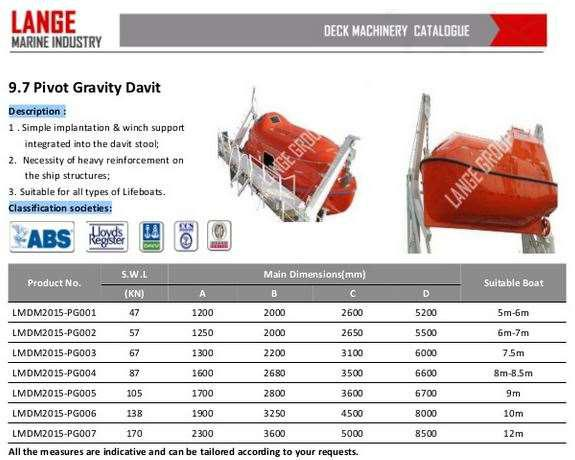 LANGE
MARINE INDUSTRY
DECK MACHINERY CATALOGUE
9.7 Pivot Gravity Davit
Description :
1 . Simple implantation & winch support
integrated into the davit stool;
2. Necessity of heavy reinforcement on
the ship structures;
3. Suitable for all types of Lifeboats.
Classification societies:
ABS
Lloyd's
Register
LANGE GROUP
LANGE GROUP
Product No. S.W.L Main Dimensions(mm) Suitable Boat
(KN) A B C D
LMDM2015-PG001 47 1200 2000 2600 5200 5m-6m
LMDM2015-PG002 57 1250 2000 2650 5500 6m-7m
LMDM2015-PG003 67 1300 2200 3100 6000 7.5m
LMDM2015-PG004 87 1600 2680 3500 6600 8m-8.5m
LMDM2015-PG005 105 1700 2800 3600 6700 9m
LMDM2015-PG006 138 1900 3250 4500 8000 10m
LMDM2015-PG007 170 2300 3600 5000 8500 12m
All the measures are indicative and can be tailored according to your requests.